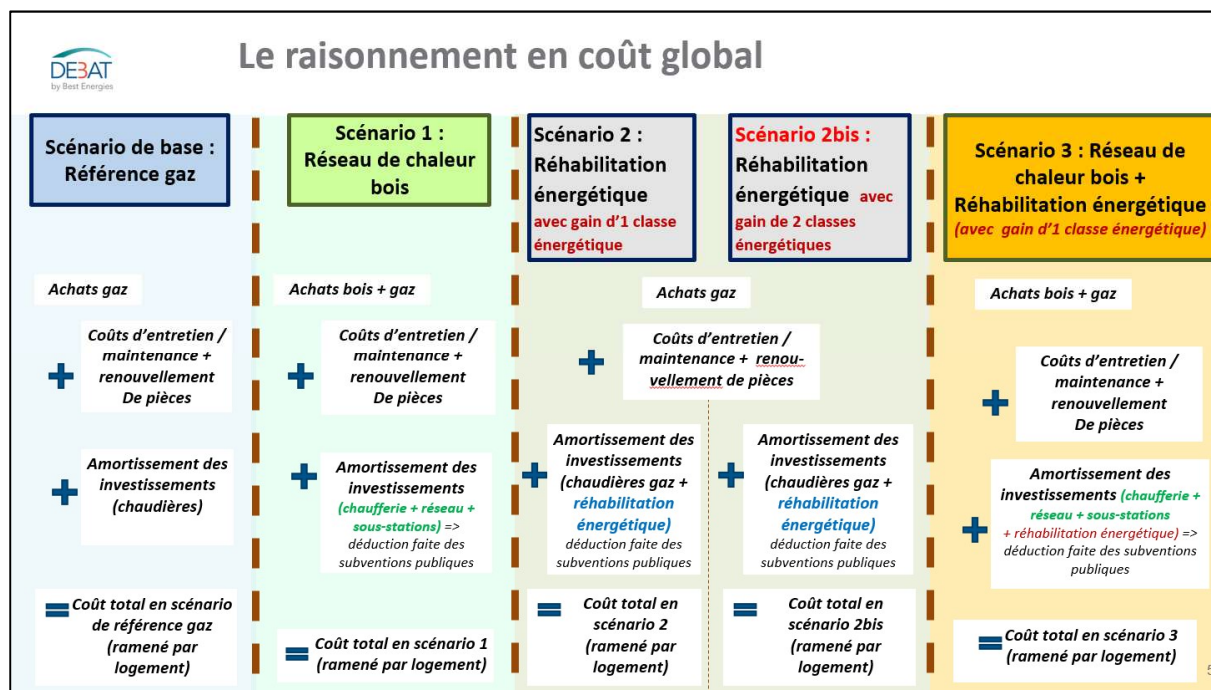 DEBAT
by Best Energies
Le raisonnement en coût global
Scénario de base :
Référence gaz
Achats gaz
+
Coûts d'entretien /
maintenance +
renouvellement
De pièces
+
Amortissement des
investissements
(chaudières)
=
Coût total en scénario
de référence gaz
(ramené par
logement)
Scénario 1 :
Réseau de chaleur
bois
Achats bois + gaz
+
Coûts d'entretien /
maintenance +
renouvellement
De pièces
+
Amortissement des
investissements
(chaufferie + réseau +
sous-stations) =>
déduction faite des
subventions publiques
=
Coût total en scénario 1
(ramené par logement)
Scénario 2 :
Réhabilitation
énergétique
avec gain d'1 classe
énergétique
Scénario 2bis :
Réhabilitation
énergétique avec
gain de 2 classes
énergétiques
Achats gaz
+
Coûts d'entretien /
maintenance + renou-
vellement de pièces
+
Amortissement des
investissements
(chaudières gaz +
réhabilitation
énergétique)
déduction faite des
subventions publiques
=
Coût total en
scénario 2
(ramené par
logement)
+
Amortissement des
investissements
(chaudières gaz +
réhabilitation
énergétique)
déduction faite des
subventions publiques
=
Coût total en
scénario 2bis
(ramené par
logement)
Scénario 3 : Réseau de
chaleur bois +
Réhabilitation énergétique
(avec gain d'1 classe énergétique)
Achats bois + gaz
+
Coûts d'entretien /
maintenance +
renouvellement
De pièces
+
Amortissement des
investissements (chaufferie +
réseau + sous-stations
+ réhabilitation énergétique) =>
déduction faite des subventions
publiques
=
Coût total en scénario 3
(ramené par logement)
5